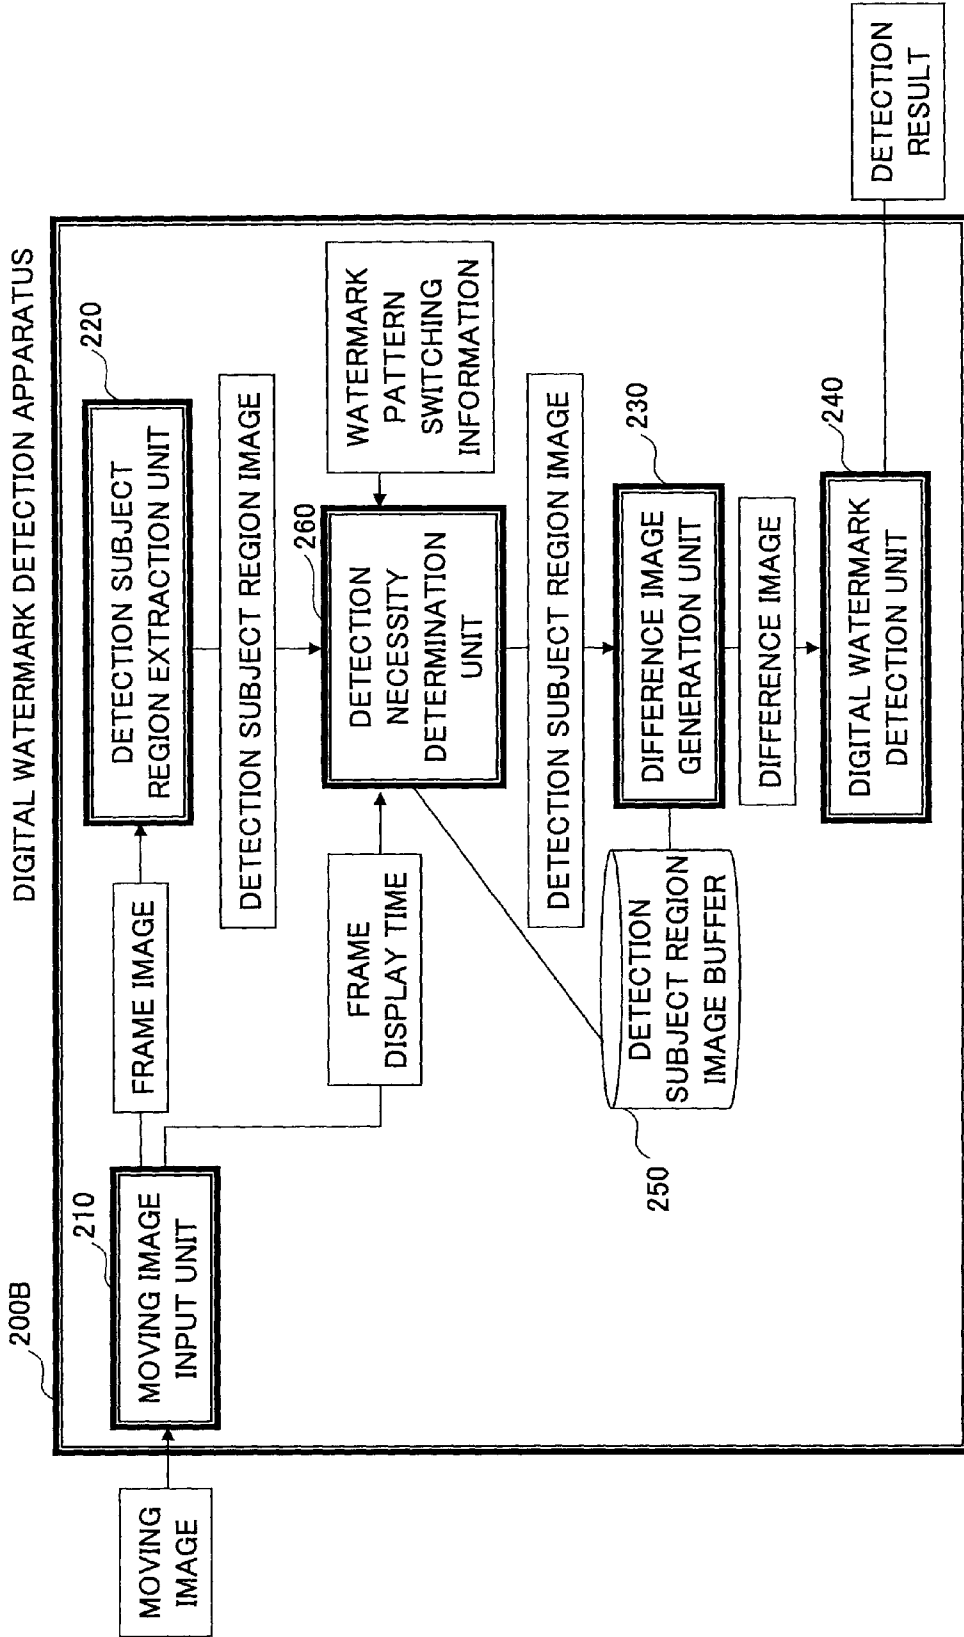 DIGITAL WATERMARK DETECTION APPARATUS
200B
MOVING
IMAGE
210
MOVING IMAGE
INPUT UNIT
FRAME IMAGE
220
DETECTION SUBJECT
REGION EXTRACTION UNIT
DETECTION SUBJECT REGION IMAGE
FRAME
DISPLAY TIME
260
DETECTION
NECESSITY
DETERMINATION
UNIT
WATERMARK
PATTERN
SWITCHING
INFORMATION
DETECTION SUBJECT REGION IMAGE
250
DETECTION
SUBJECT REGION
IMAGE BUFFER
230
DIFFERENCE IMAGE
GENERATION UNIT
DIFFERENCE IMAGE
240
DIGITAL WATERMARK
DETECTION UNIT
DETECTION
RESULT